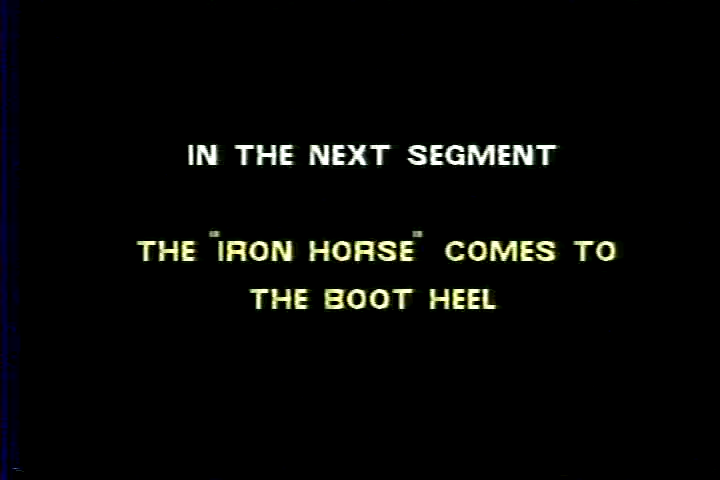 IN THE NEXT SEGMENT
THE "IRON HORSE" COMES TO
THE BOOT HEEL